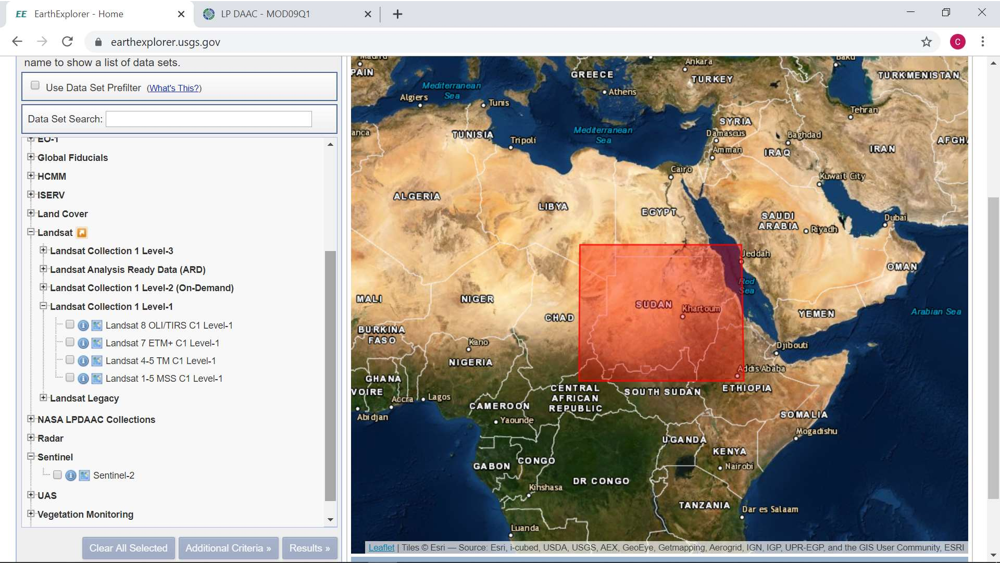 EE EarthExplorer - Home
LP DAAC - MOD09Q1
earthexplorer.usgs.gov
C
name to show a list of data sets.
Use Data Set Prefilter (What's This?)
Data Set Search:
EO-1
Global Fiducials
HCMM
ISERV
Land Cover
Landsat
Landsat Collection 1 Level-3
Landsat Analysis Ready Data (ARD)
Landsat Collection 1 Level-2 (On-Demand)
Landsat Collection 1 Level-1
Landsat 8 OLI/TIRS C1 Level-1
Landsat 7 ETM+ C1 Level-1
Landsat 4-5 TM C1 Level-1
Landsat 1-5 MSS C1 Level-1
Landsat Legacy
NASA LPDAAC Collections
Radar
Sentinel
Sentinel-2
UAS
Vegetation Monitoring
Clear All Selected
Additional Criteria »
Results »
Madrid
PAIN
Mediterranean
Sea
Algiers
Tunis
GREECE
Athens
Ankara
TURKEY
Baku
TURKMENISTAN
anca
TUNISIA
Tripoli
Mediterranean
Sea
SYRIA
Damascus
Amman
Baghdad
IRAQ
Tehran
IRAN
AFGHA
Cairo
Kuwait City
ALGERIA
LIBYA
EGYPT
SAUDI
ARABIA
Riyadh
Dubai
Jeddah
OMAN
Red
Sea
MALI
NIGER
CHAD
SUDAN
Khartoum
YEMEN
Arabian Sea
BURKINA
FASO
Kano
NIGERIA
Djibouti
Addis Ababa
GHANA
VOIRE
Accra
Lagos
Abidjan
CENTRAL
AFRICAN
REPUBLIC
SOUTH SUDAN
ETHIOPIA
CAMEROON
Yaounde
SOMALIA
Mogadishu
UGANDA
KENYA
Nairobi
GABON
CONGO
DR CONGO
Kinshasa
TANZANIA
Dar es Salaam
Luanda
Leaflet | Tiles © Esri — Source: Esri, i-cubed, USDA, USGS, AEX, GeoEye, Getmapping, Aerogrid, IGN, IGP, UPR-EGP, and the GIS User Community, ESRI